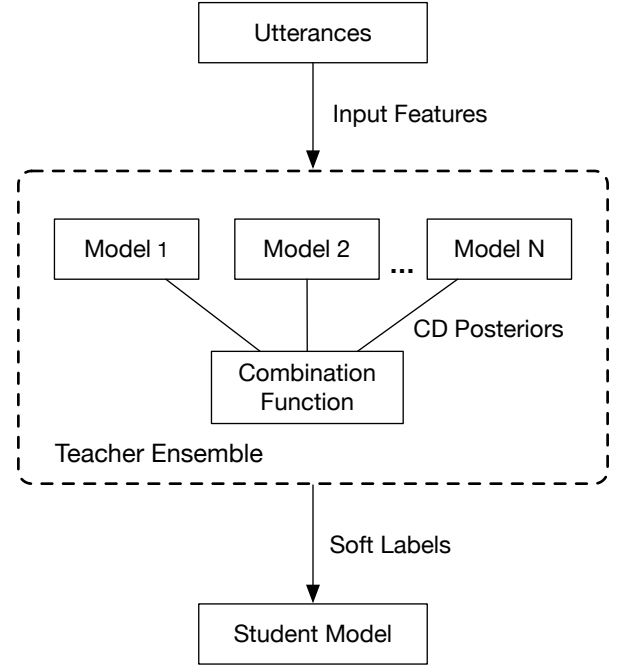 Utterances
Input Features
Model 1
Model 2
...
Model N
CD Posteriors
Combination
Function
Teacher Ensemble
Soft Labels
Student Model